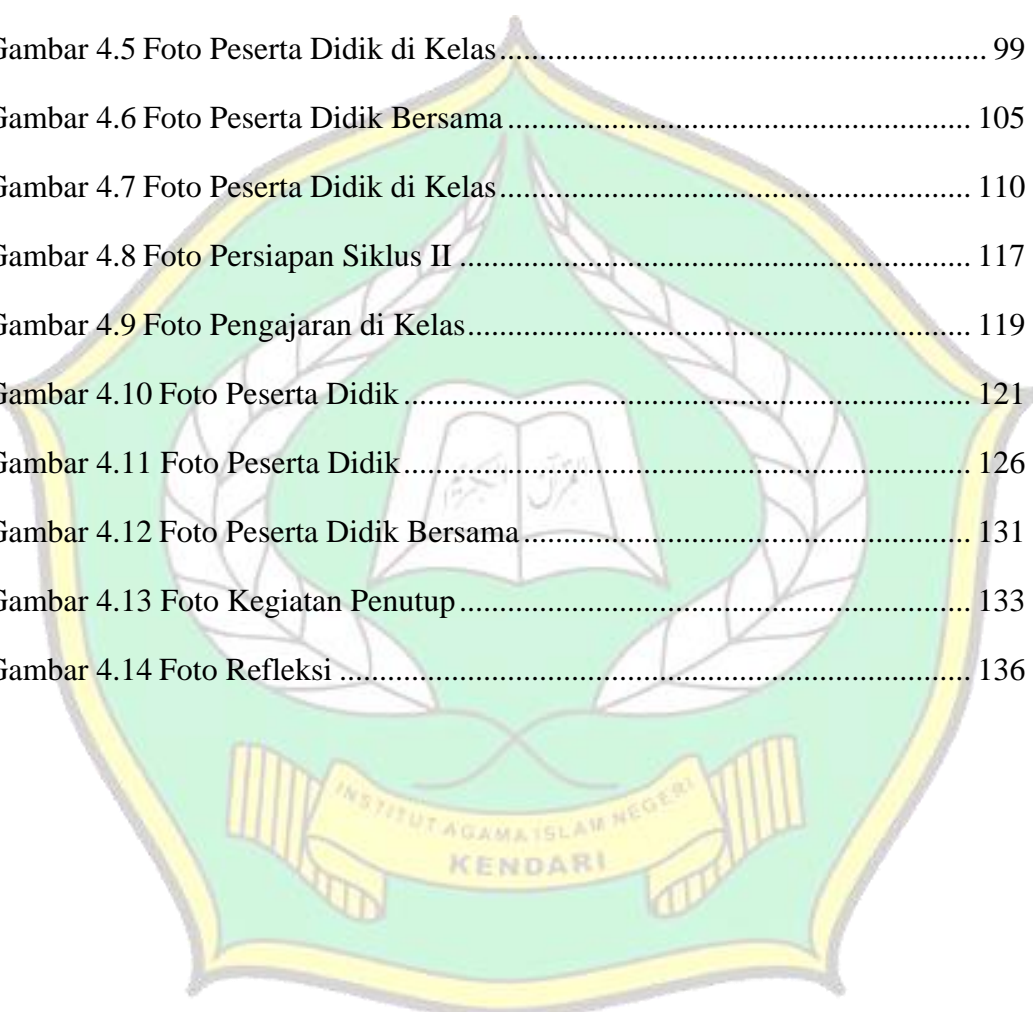 Gambar 4.5 Foto Peserta Didik di Kelas............................................................ 99
Gambar 4.6 Foto Peserta Didik Bersama......................................................... 105
Gambar 4.7 Foto Peserta Didik di Kelas.......................................................... 110
Gambar 4.8 Foto Persiapan Siklus II ............................................................... 117
Gambar 4.9 Foto Pengajaran di Kelas.............................................................. 119
Gambar 4.10 Foto Peserta Didik ...................................................................... 121
Gambar 4.11 Foto Peserta Didik....................................................................... 126
Gambar 4.12 Foto Peserta Didik Bersama....................................................... 131
Gambar 4.13 Foto Kegiatan Penutup............................................................... 133
Gambar 4.14 Foto Refleksi .............................................................................. 136
INSTITUT AGAMA ISLAM NEGERI
KENDARI